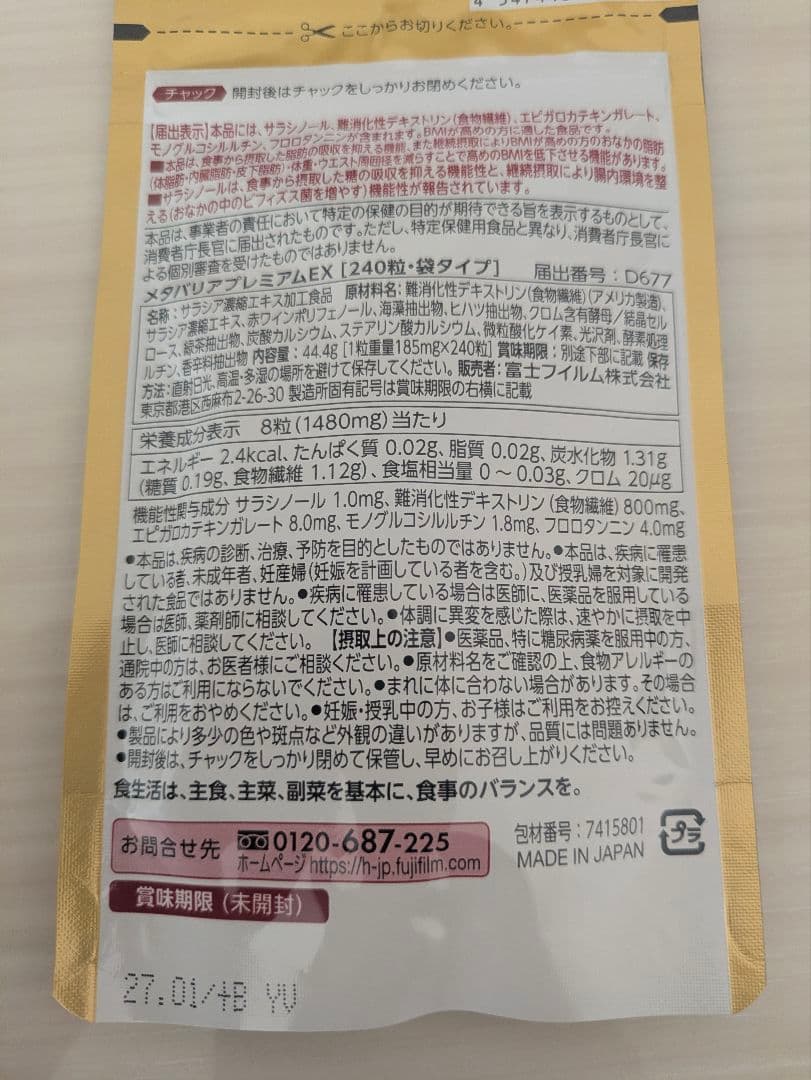 ここからお切りください。
チャック 開封後はチャックをしっかりお閉めください。
【届出表示】本品には、サラシノール、難消化性デキストリン(食物繊維)、エピガロカテキンガレート、
モノグルコシルルチン、フロロタンニンが含まれます。BMIが高めの方に適した食品です。
■本品は、食事から摂取した脂肪の吸収を抑える機能、また継続摂取によりBMIが高めの方のおなかの脂肪
(体脂肪・内臓脂肪・皮下脂肪)・体重・ウエスト周囲径を減らすことで高めのBMIを低下させる機能があります。
■サラシノールは、食事から摂取した糖の吸収を抑える機能性と、継続摂取により腸内環境を整
える(おなかの中のビフィズス菌を増やす)機能性が報告されています。
本品は、事業者の責任において特定の保健の目的が期待できる旨を表示するものとして、
消費者庁長官に届出されたものです。ただし、特定保健用食品と異なり、消費者庁長官に
よる個別審査を受けたものではありません。
メタバリアプレミアムEX [240粒・袋タイプ] 届出番号:D677
名称:サラシア濃縮エキス加工食品 原材料名:難消化性デキストリン(食物繊維)(アメリカ製造)、
サラシア濃縮エキス、赤ワインポリフェノール、海藻抽出物、ヒハツ抽出物、クロム含有酵母/結晶セル
ロース、緑茶抽出物、炭酸カルシウム、ステアリン酸カルシウム、微粒酸化ケイ素、光沢剤、酵素処理
ルチン、香辛料抽出物 内容量:44.4g [1粒重量185mg×240粒] 賞味期限:別途下部に記載 保存
方法:直射日光、高温・多湿の場所を避けて保存してください。販売者:富士フイルム株式会社
東京都港区西麻布2-26-30 製造所固有記号は賞味期限の右横に記載
栄養成分表示 8粒(1480mg)当たり
エネルギー 2.4kcal、たんぱく質 0.02g、脂質 0.02g、炭水化物 1.31g
(糖質 0.19g、食物繊維 1.12g)、食塩相当量 0～0.03g、クロム 20μg
機能性関与成分 サラシノール 1.0mg、難消化性デキストリン(食物繊維) 800mg、
エピガロカテキンガレート 8.0mg、モノグルコシルルチン 1.8mg、フロロタンニン 4.0mg
●本品は、疾病の診断、治療、予防を目的としたものではありません。●本品は、疾病に罹患
している者、未成年者、妊産婦(妊娠を計画している者を含む。)及び授乳婦を対象に開発
された食品ではありません。●疾病に罹患している場合は医師に、医薬品を服用している
場合は医師、薬剤師に相談してください。●体調に異変を感じた際は、速やかに摂取を中
止し、医師に相談してください。【摂取上の注意】●医薬品、特に糖尿病薬を服用中の方、
通院中の方は、お医者様にご相談ください。●原材料名をご確認の上、食物アレルギーの
ある方はご利用にならないでください。●まれに体に合わない場合があります。その場合
は、ご利用をおやめください。●妊娠・授乳中の方、お子様はご利用をお控えください。
●製品により多少の色や斑点など外観の違いがありますが、品質には問題ありません。
●開封後は、チャックをしっかり閉めて保管し、早めにお召し上がりください。
食生活は、主食、主菜、副菜を基本に、食事のバランスを。
お問合せ先 0120-687-225
ホームページ https://h-jp.fujifilm.com
包材番号:7415801
MADE IN JAPAN
プラ
賞味期限(未開封)
27.01/4B YV